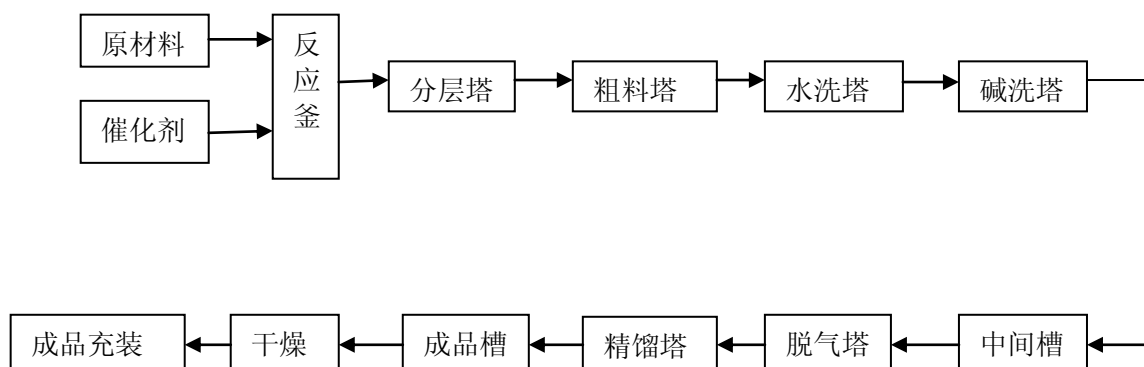 原材料
催化剂
反应釜
分层塔
粗料塔
水洗塔
碱洗塔
中间槽
脱气塔
精馏塔
成品槽
干燥
成品充装